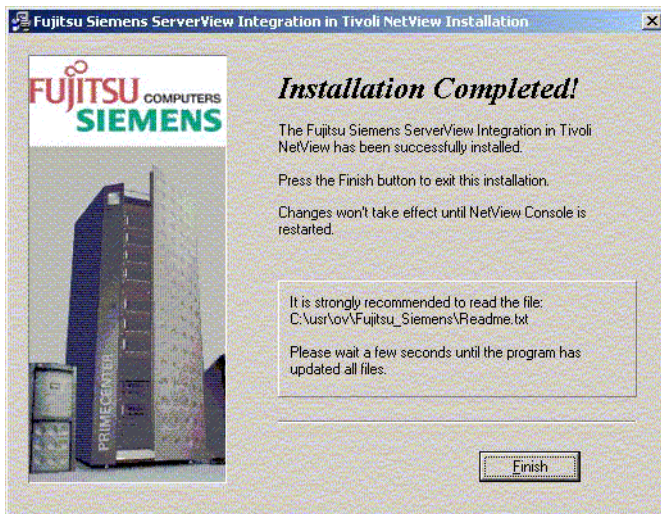 Fujitsu Siemens ServerView Integration in Tivoli NetView Installation
FUJITSU COMPUTERS
SIEMENS
PRIMECENTER
Installation Completed!
The Fujitsu Siemens ServerView Integration in Tivoli
NetView has been successfully installed.
Press the Finish button to exit this installation.
Changes won't take effect until NetView Console is
restarted.
It is strongly recommended to read the file:
C:\usr\ov\Fujitsu_Siemens\Readme.txt
Please wait a few seconds until the program has
updated all files.
Finish